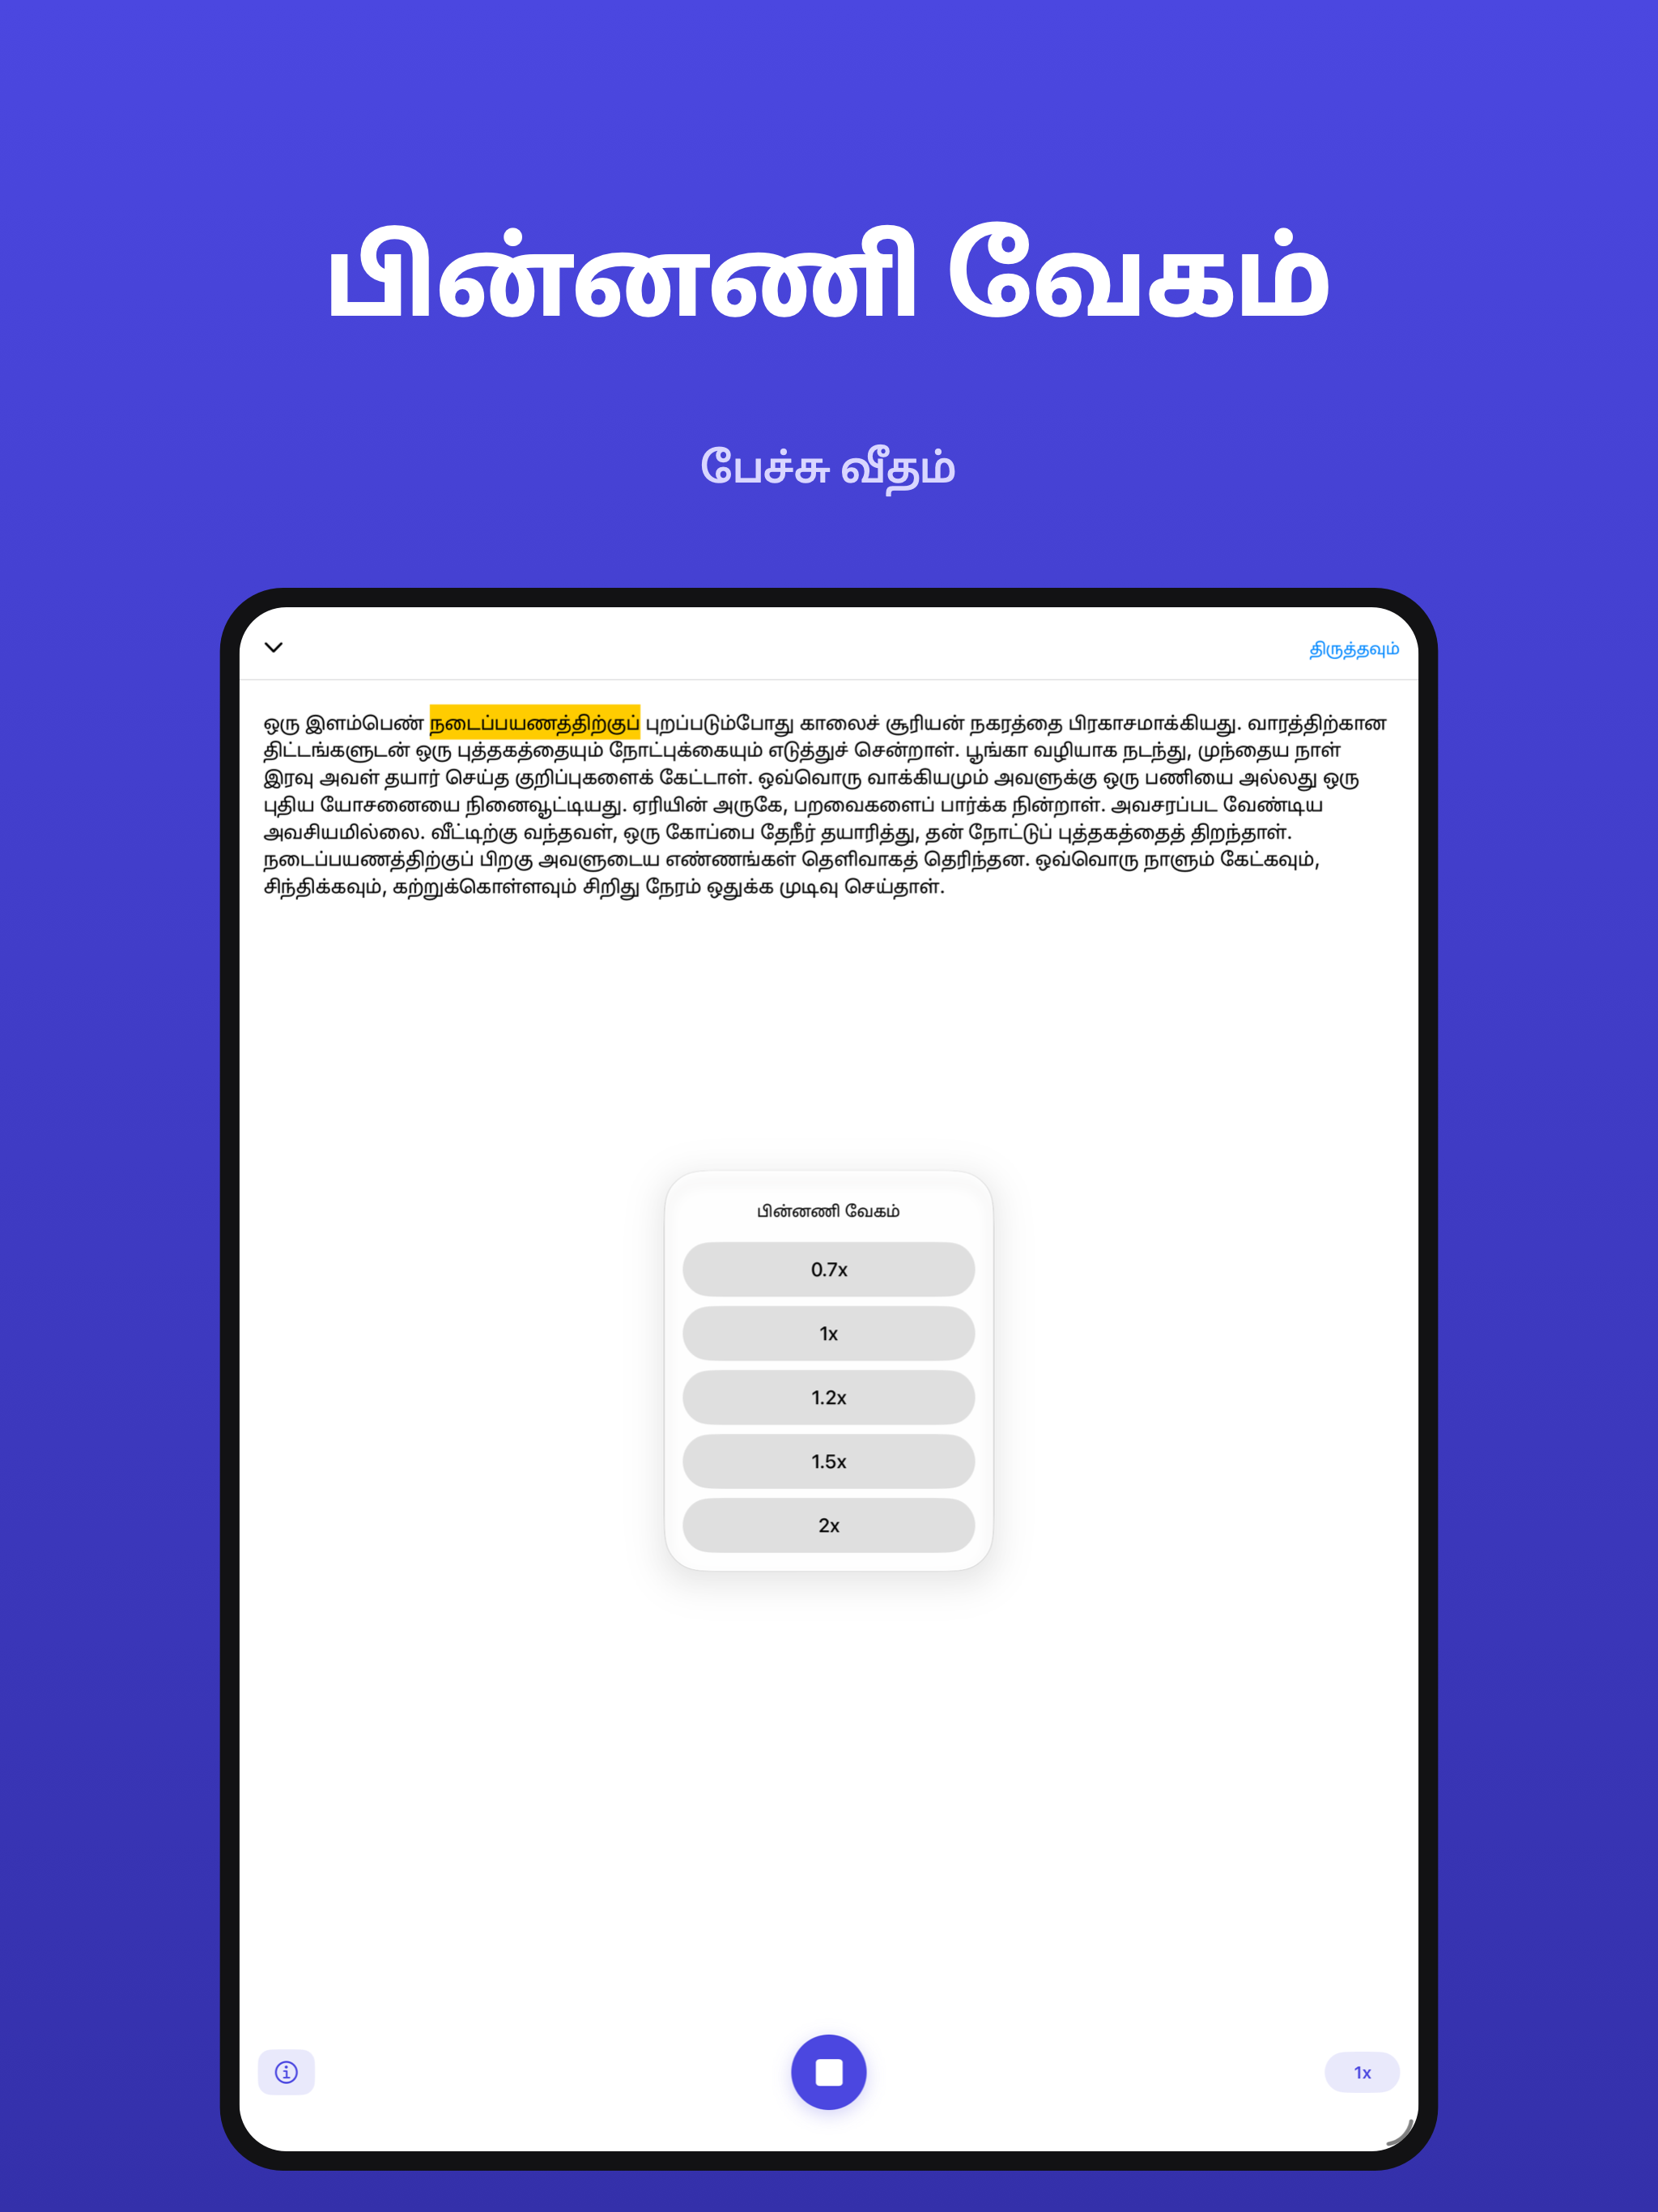 பின்னணி வேகம்
பேச்சு வீதம்
திருத்தவும்
ஒரு இளம்பெண் நடைப்பயணத்திற்குப் புறப்படும்போது காலைச் சூரியன் நகரத்தை பிரகாசமாக்கியது. வாரத்திற்கான
திட்டங்களுடன் ஒரு புத்தகத்தையும் நோட்புக்கையும் எடுத்துச் சென்றாள். பூங்கா வழியாக நடந்து, முந்தைய நாள்
இரவு அவள் தயார் செய்த குறிப்புகளைக் கேட்டாள். ஒவ்வொரு வாக்கியமும் அவளுக்கு ஒரு பணியை அல்லது ஒரு
புதிய யோசனையை நினைவூட்டியது. ஏரியின் அருகே, பறவைகளைப் பார்க்க நின்றாள். அவசரப்பட வேண்டிய
அவசியமில்லை. வீட்டிற்கு வந்தவள், ஒரு கோப்பை தேநீர் தயாரித்து, தன் நோட்டுப் புத்தகத்தைத் திறந்தாள்.
நடைப்பயணத்திற்குப் பிறகு அவளுடைய எண்ணங்கள் தெளிவாகத் தெரிந்தன. ஒவ்வொரு நாளும் கேட்கவும்,
சிந்திக்கவும், கற்றுக்கொள்ளவும் சிறிது நேரம் ஒதுக்க முடிவு செய்தாள்.
பின்னணி வேகம்
0.7x
1x
1.2x
1.5x
2x
1x